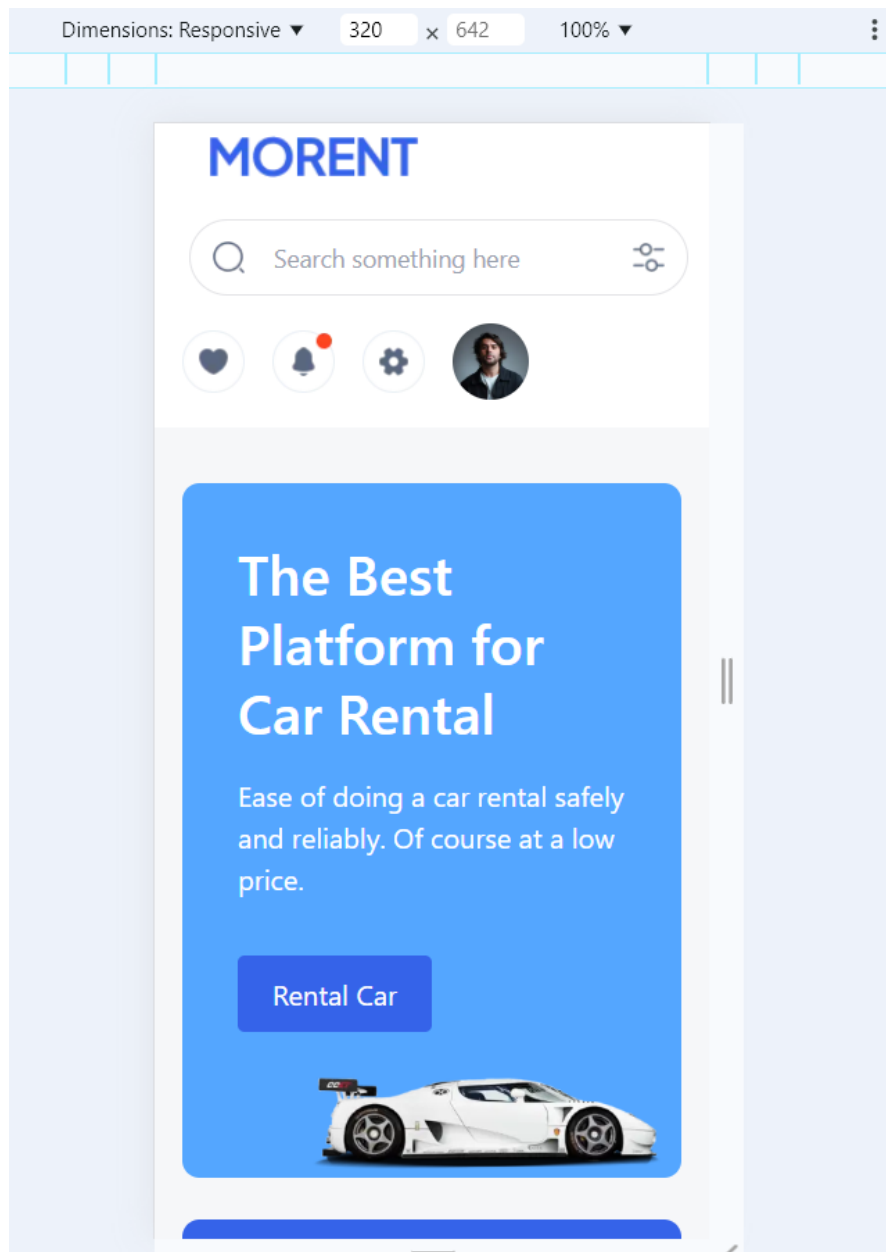 Dimensions: Responsive ▼ 320 × 642 100% ▼
MORENT
Search something here
The Best
Platform for
Car Rental
Ease of doing a car rental safely
and reliably. Of course at a low
price.
Rental Car